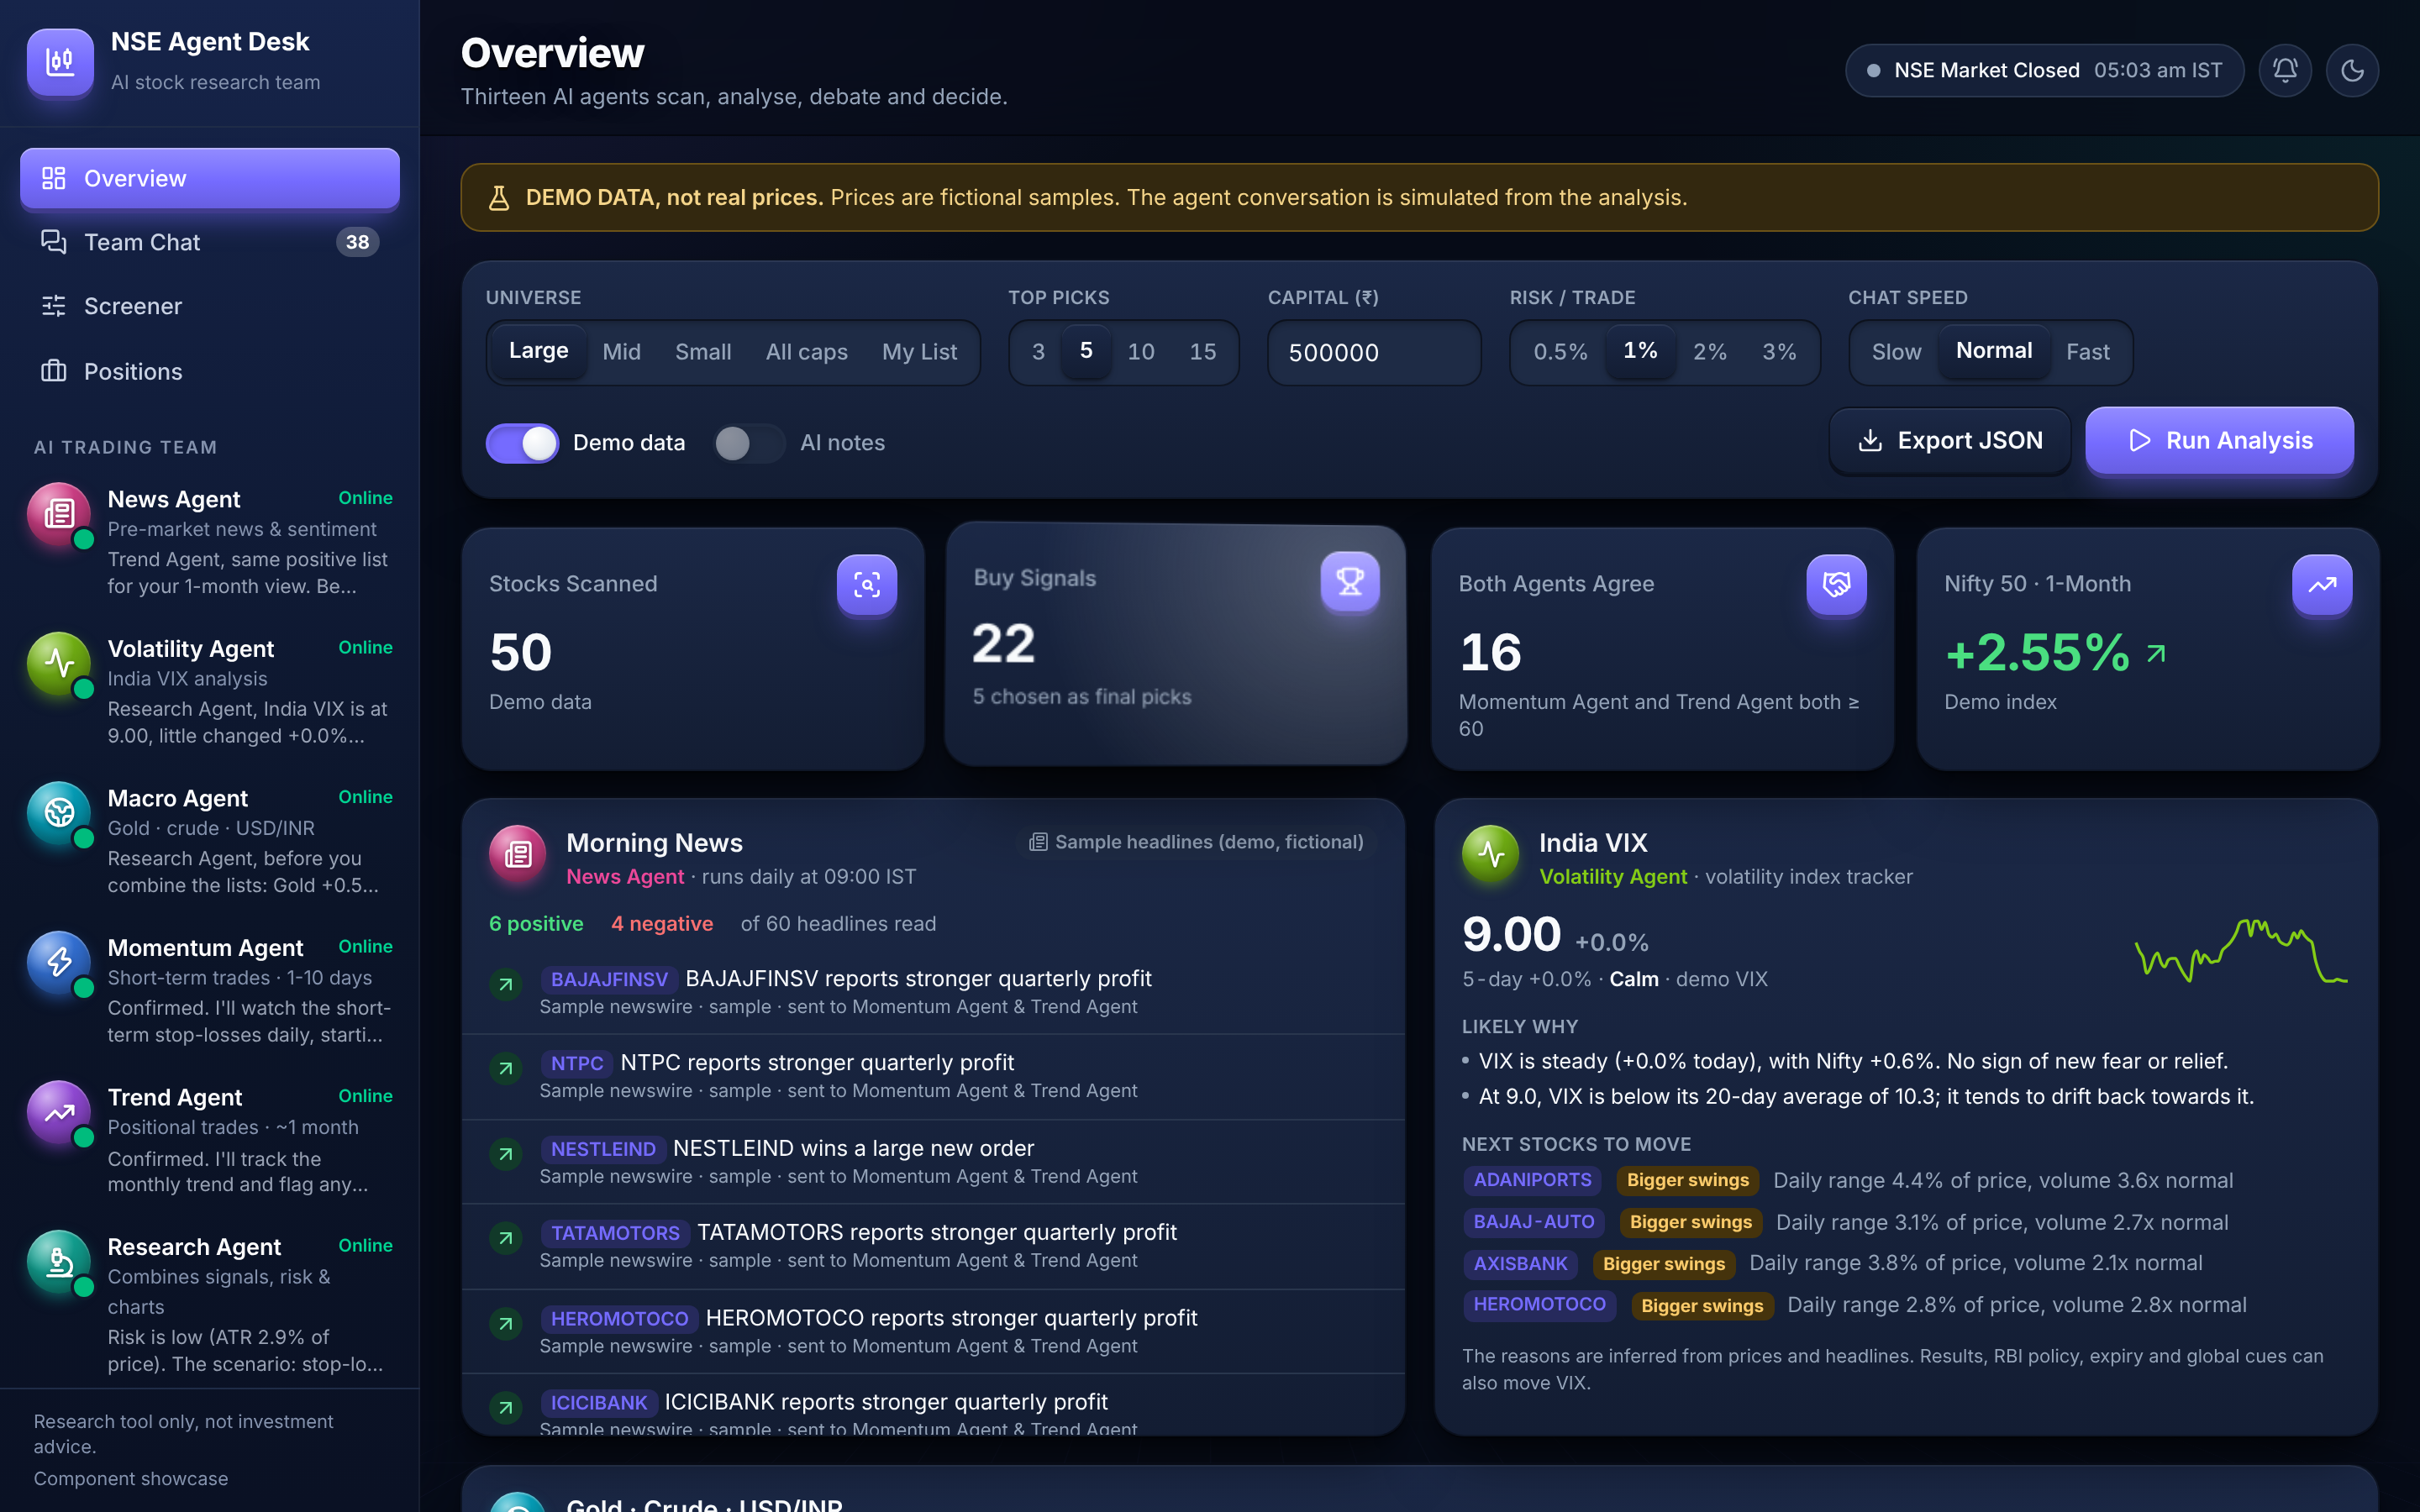 NSE Agent Desk
AI stock research team
Overview
Team Chat 38
Screener
Positions
AI TRADING TEAM
News Agent Online
Pre-market news & sentiment
Trend Agent, same positive list
for your 1-month view. Be...
Volatility Agent Online
India VIX analysis
Research Agent, India VIX is at
9.00, little changed +0.0%...
Macro Agent Online
Gold · crude · USD/INR
Research Agent, before you
combine the lists: Gold +0.5...
Momentum Agent Online
Short-term trades · 1-10 days
Confirmed. I'll watch the short-
term stop-losses daily, starti...
Trend Agent Online
Positional trades · ~1 month
Confirmed. I'll track the
monthly trend and flag any...
Research Agent Online
Combines signals, risk &
charts
Risk is low (ATR 2.9% of
price). The scenario: stop-lo...
Research tool only, not investment
advice.
Component showcase
Overview
Thirteen AI agents scan, analyse, debate and decide.
NSE Market Closed 05:03 am IST
DEMO DATA, not real prices. Prices are fictional samples. The agent conversation is simulated from the analysis.
UNIVERSE TOP PICKS CAPITAL (₹) RISK / TRADE CHAT SPEED
Large Mid Small All caps My List 3 5 10 15 500000 0.5% 1% 2% 3% Slow Normal Fast
Demo data AI notes Export JSON Run Analysis
Stocks Scanned
50
Demo data
Buy Signals
22
5 chosen as final picks
Both Agents Agree
16
Momentum Agent and Trend Agent both ≥
60
Nifty 50 · 1-Month
+2.55%
Demo index
Morning News Sample headlines (demo, fictional)
News Agent · runs daily at 09:00 IST
6 positive 4 negative of 60 headlines read
BAJAJFINSV BAJAJFINSV reports stronger quarterly profit
Sample newswire · sample · sent to Momentum Agent & Trend Agent
NTPC NTPC reports stronger quarterly profit
Sample newswire · sample · sent to Momentum Agent & Trend Agent
NESTLEIND NESTLEIND wins a large new order
Sample newswire · sample · sent to Momentum Agent & Trend Agent
TATAMOTORS TATAMOTORS reports stronger quarterly profit
Sample newswire · sample · sent to Momentum Agent & Trend Agent
HEROMOTOCO HEROMOTOCO reports stronger quarterly profit
Sample newswire · sample · sent to Momentum Agent & Trend Agent
ICICIBANK ICICIBANK reports stronger quarterly profit
Sample newswire · sample · sent to Momentum Agent & Trend Agent
India VIX
Volatility Agent · volatility index tracker
9.00 +0.0%
5-day +0.0% · Calm · demo VIX
LIKELY WHY
• VIX is steady (+0.0% today), with Nifty +0.6%. No sign of new fear or relief.
• At 9.0, VIX is below its 20-day average of 10.3; it tends to drift back towards it.
NEXT STOCKS TO MOVE
ADANIPORTS Bigger swings Daily range 4.4% of price, volume 3.6x normal
BAJAJ-AUTO Bigger swings Daily range 3.1% of price, volume 2.7x normal
AXISBANK Bigger swings Daily range 3.8% of price, volume 2.1x normal
HEROMOTOCO Bigger swings Daily range 2.8% of price, volume 2.8x normal
The reasons are inferred from prices and headlines. Results, RBI policy, expiry and global cues can
also move VIX.
Gold · Crude · USD/INR